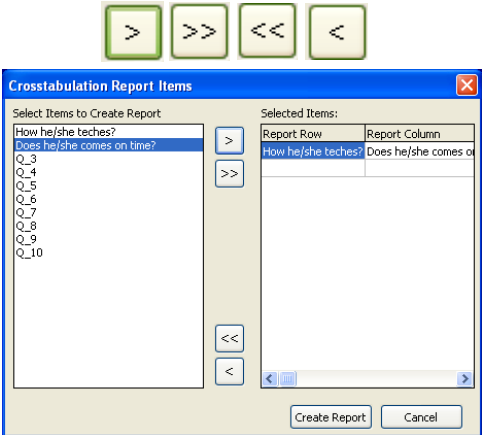 > >> << <
Crosstabulation Report Items
Select Items to Create Report
How he/she teches?
Does he/she comes on time?
Q_3
Q_4
Q_5
Q_6
Q_7
Q_8
Q_9
Q_10
>
>>
<<
<
Selected Items:
Report Row Report Column
How he/she teches? Does he/she comes o
Create Report Cancel